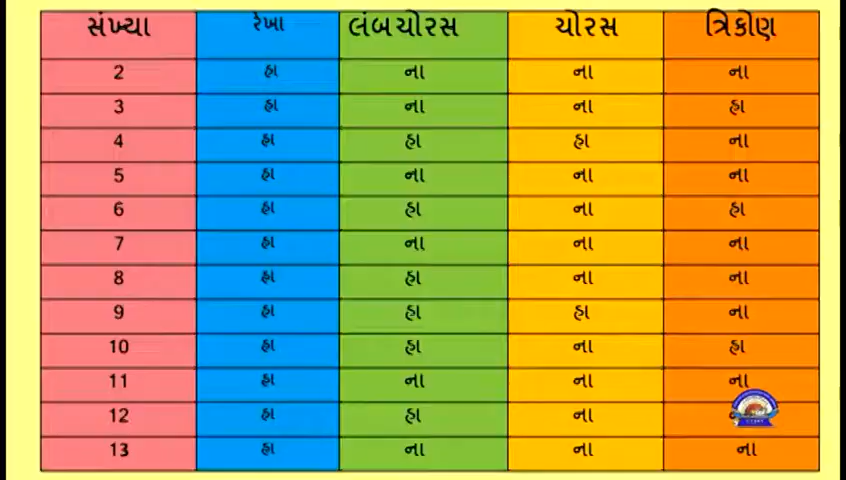 સંખ્યા રેખા લંબચોરસ ચોરસ ત્રિકોણ
2 હા ના ના ના
3 હા ના ના હા
4 હા હા હા ના
5 હા ના ના ના
6 હા હા ના હા
7 હા ના ના ના
8 હા હા ના ના
9 હા હા હા ના
10 હા હા ના હા
11 હા ના ના ના
12 હા હા ના
13 હા ના ના ના